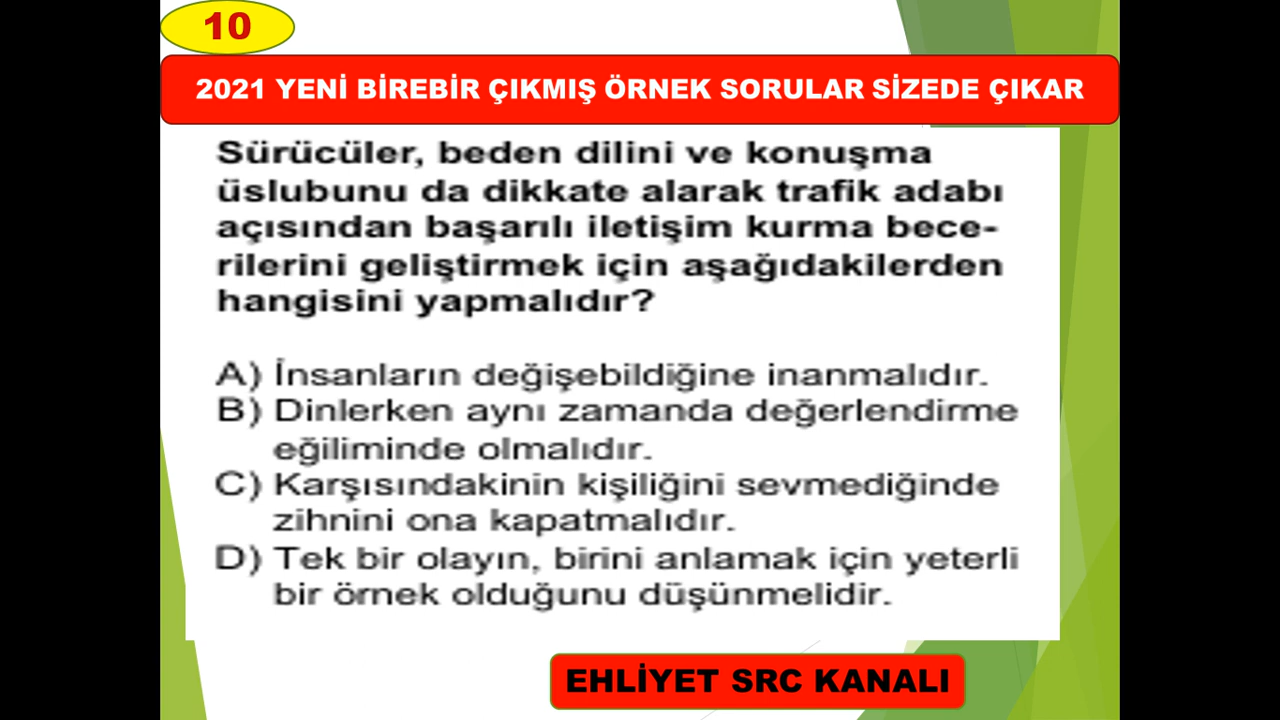 10
2021 YENİ BİREBİR ÇIKMIŞ ÖRNEK SORULAR SİZEDE ÇIKAR
Sürücüler, beden dilini ve konuşma
üslubunu da dikkate alarak trafik adabı
açısından başarılı iletişim kurma bece-
rilerini geliştirmek için aşağıdakilerden
hangisini yapmalıdır?
A) İnsanların değişebildiğine inanmalıdır.
B) Dinlerken aynı zamanda değerlendirme
eğiliminde olmalıdır.
C) Karşısındakinin kişiliğini sevmediğinde
zihnini ona kapatmalıdır.
D) Tek bir olayın, birini anlamak için yeterli
bir örnek olduğunu düşünmelidir.
EHLİYET SRC KANALI